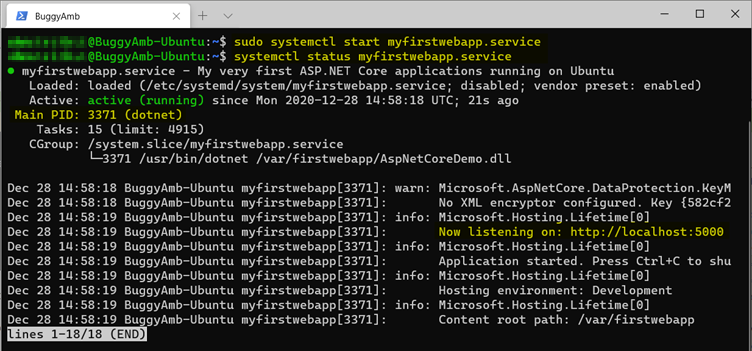 BuggyAmb
@BuggyAmb-Ubuntu:~$ sudo systemctl start myfirstwebapp.service
@BuggyAmb-Ubuntu:~$ systemctl status myfirstwebapp.service
● myfirstwebapp.service - My very first ASP.NET Core applications running on Ubuntu
Loaded: loaded (/etc/systemd/system/myfirstwebapp.service; disabled; vendor preset: enabled)
Active: active (running) since Mon 2020-12-28 14:58:18 UTC; 21s ago
Main PID: 3371 (dotnet)
Tasks: 15 (limit: 4915)
CGroup: /system.slice/myfirstwebapp.service
└─3371 /usr/bin/dotnet /var/firstwebapp/AspNetCoreDemo.dll
Dec 28 14:58:18 BuggyAmb-Ubuntu myfirstwebapp[3371]: warn: Microsoft.AspNetCore.DataProtection.KeyM
Dec 28 14:58:18 BuggyAmb-Ubuntu myfirstwebapp[3371]:       No XML encryptor configured. Key {582cf2
Dec 28 14:58:19 BuggyAmb-Ubuntu myfirstwebapp[3371]: info: Microsoft.Hosting.Lifetime[0]
Dec 28 14:58:19 BuggyAmb-Ubuntu myfirstwebapp[3371]:       Now listening on: http://localhost:5000
Dec 28 14:58:19 BuggyAmb-Ubuntu myfirstwebapp[3371]: info: Microsoft.Hosting.Lifetime[0]
Dec 28 14:58:19 BuggyAmb-Ubuntu myfirstwebapp[3371]:       Application started. Press Ctrl+C to shu
Dec 28 14:58:19 BuggyAmb-Ubuntu myfirstwebapp[3371]: info: Microsoft.Hosting.Lifetime[0]
Dec 28 14:58:19 BuggyAmb-Ubuntu myfirstwebapp[3371]:       Hosting environment: Development
Dec 28 14:58:19 BuggyAmb-Ubuntu myfirstwebapp[3371]: info: Microsoft.Hosting.Lifetime[0]
Dec 28 14:58:19 BuggyAmb-Ubuntu myfirstwebapp[3371]:       Content root path: /var/firstwebapp
lines 1-18/18 (END)